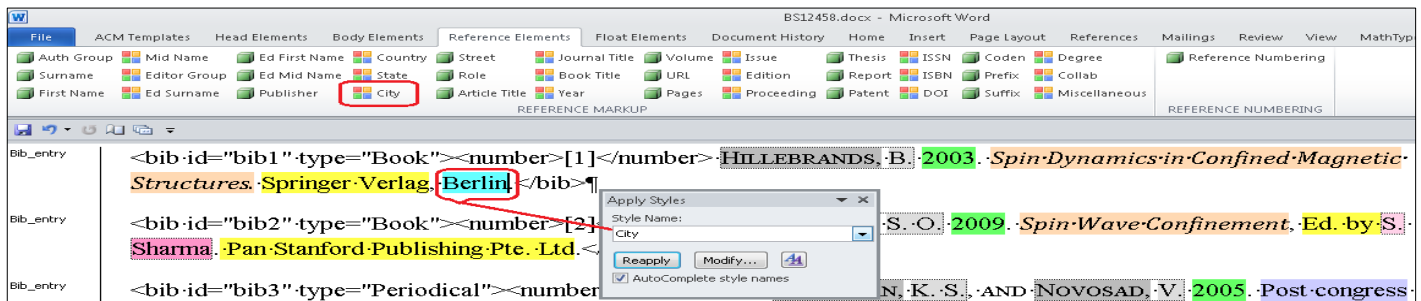 W BS12458.docx - Microsoft Word
File ACM Templates Head Elements Body Elements Reference Elements Float Elements Document History Home Insert Page Layout References Mailings Review View MathTyp
Auth Group Mid Name Ed First Name Country Street Journal Title Volume Issue Thesis ISSN Coden Degree Reference Numbering
Surname Editor Group Ed Mid Name State Role Book Title URL Edition Report ISBN Prefix Collab
First Name Ed Surname Publisher City Article Title Year Pages Proceeding Patent DOI Suffix Miscellaneous
REFERENCE MARKUP REFERENCE NUMBERING
Bib_entry <bib·id="bib1"·type="Book"><number>[1]</number>·HILLEBRANDS,·B.·2003.·Spin·Dynamics·in·Confined·Magnetic·
Structures.·Springer·Verlag,·Berlin.</bib>¶
Apply Styles
Style Name:
City
Reapply Modify...
AutoComplete style names
Bib_entry <bib·id="bib2"·type="Book"><number>[2] ·S.·O.·2009.·Spin·Wave·Confinement,·Ed.·by·S.·
Sharma.·Pan·Stanford·Publishing·Pte.·Ltd.<
Bib_entry <bib·id="bib3"·type="Periodical"><number N,·K.·S.,·AND·NOVOSAD,·V.·2005.·Post·congress·